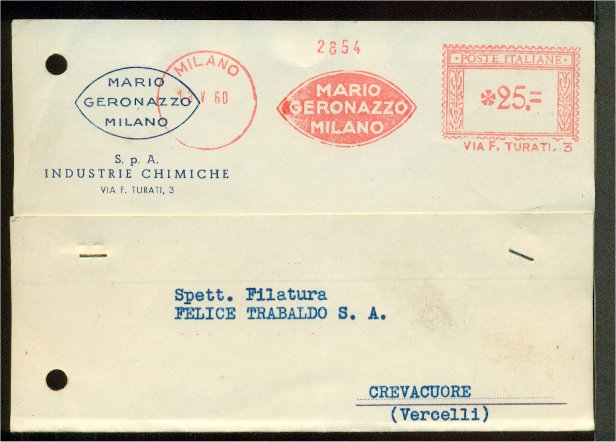 2854
MARIO
GERONAZZO
MILANO
S. p. A.
INDUSTRIE CHIMICHE
VIA F. TURATI, 3
MILANO
V 60
MARIO
GERONAZZO
MILANO
POSTE ITALIANE
25,=
VIA F. TURATI, 3
Spett. Filatura
FELICE TRABALDO S. A.
CREVACUORE
(Vercelli)